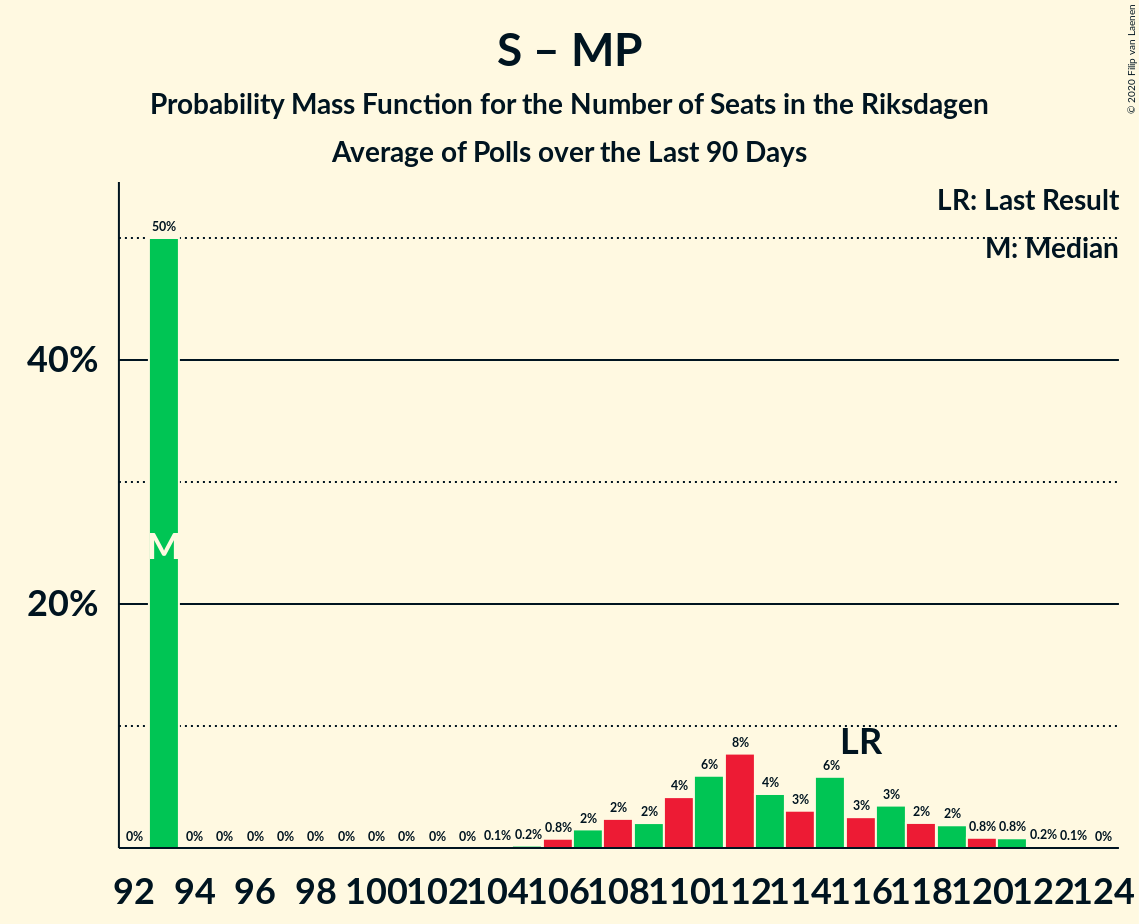 S – MP
Probability Mass Function for the Number of Seats in the Riksdagen
Average of Polls over the Last 90 Days
© 2020 Filip van Laenen
LR: Last Result
M: Median
40%
20%
0% 50% 0% 0% 0% 0% 0% 0% 0% 0% 0% 0% 0.1% 0.2% 0.8% 2% 2% 2% 4% 6% 8% 4% 3% 6% 3% 3% 2% 2% 0.8% 0.8% 0.2% 0.1% 0%
M
LR
92 94 96 98 100 102 104 106 108 110 112 114 116 118 120 122 124